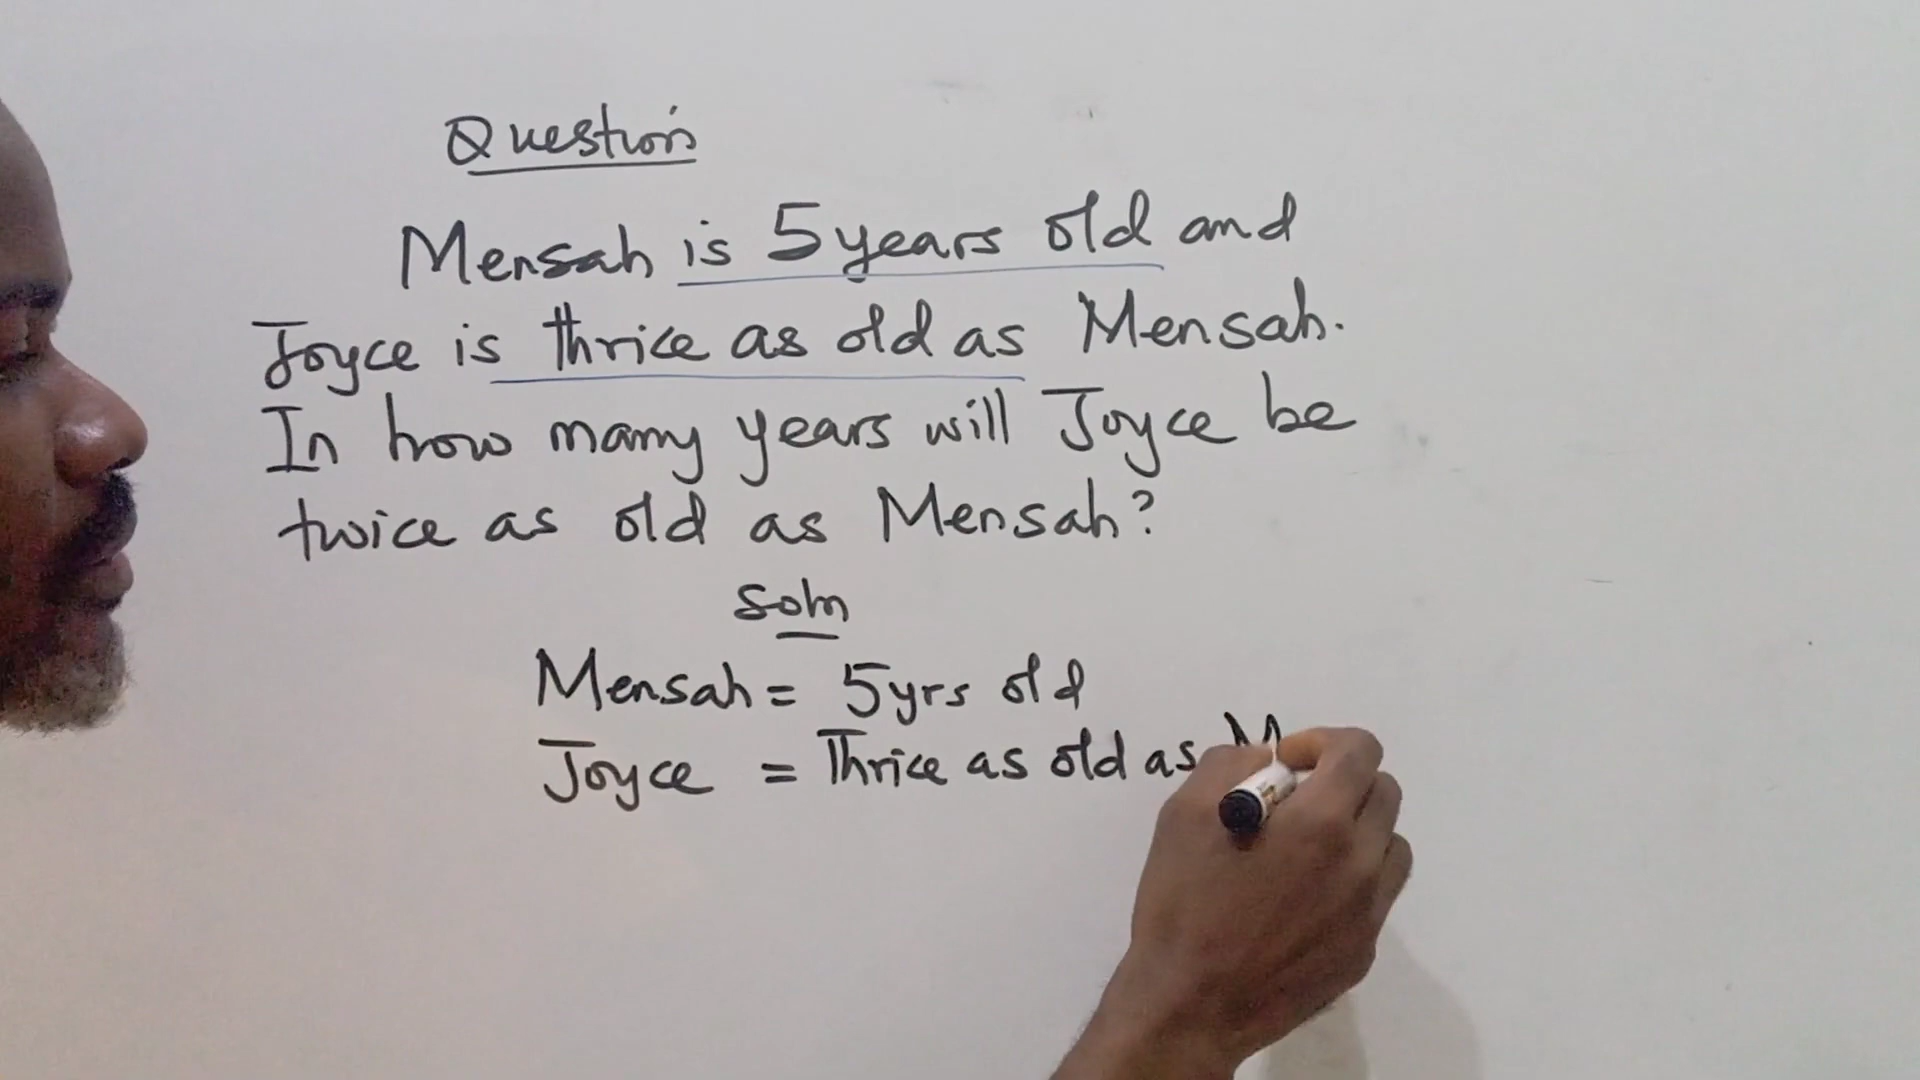 Question
Mensah is 5 years old and
Joyce is thrice as old as Mensah.
In how many years will Joyce be
twice as old as Mensah?
Soln
Mensah = 5yrs old
Joyce = Thrice as old as M